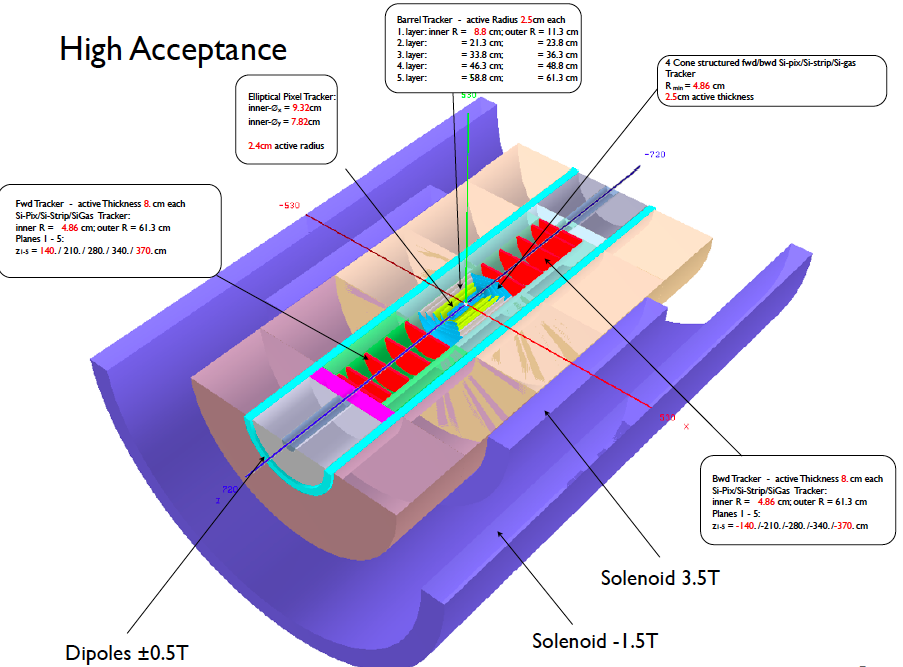 High Acceptance
Barrel Tracker - active Radius 2.5cm each
1. layer: inner R = 8.8 cm; outer R = 11.3 cm
2. layer: = 21.3 cm; = 23.8 cm
3. layer: = 33.8 cm; = 36.3 cm
4. layer: = 46.3 cm; = 48.8 cm
5. layer: = 58.8 cm; = 61.3 cm
4 Cone structured fwd/bwd Si-pix/Si-strip/Si-gas
Tracker
R min = 4.86 cm
2.5cm active thickness
Elliptical Pixel Tracker:
inner-Øx = 9.32cm
inner-Øy = 7.82cm
2.4cm active radius
530
-720
-530
Fwd Tracker - active Thickness 8. cm each
Si-Pix/Si-Strip/SiGas Tracker:
inner R = 4.86 cm; outer R = 61.3 cm
Planes 1 - 5:
z1-5 = 140. / 210. / 280. / 340. / 370. cm
530
x
720
z
Bwd Tracker - active Thickness 8. cm each
Si-Pix/Si-Strip/SiGas Tracker:
inner R = 4.86 cm; outer R = 61.3 cm
Planes 1 - 5:
z1-5 = -140. /-210. /-280. /-340. /-370. cm
Solenoid 3.5T
Solenoid -1.5T
Dipoles ±0.5T